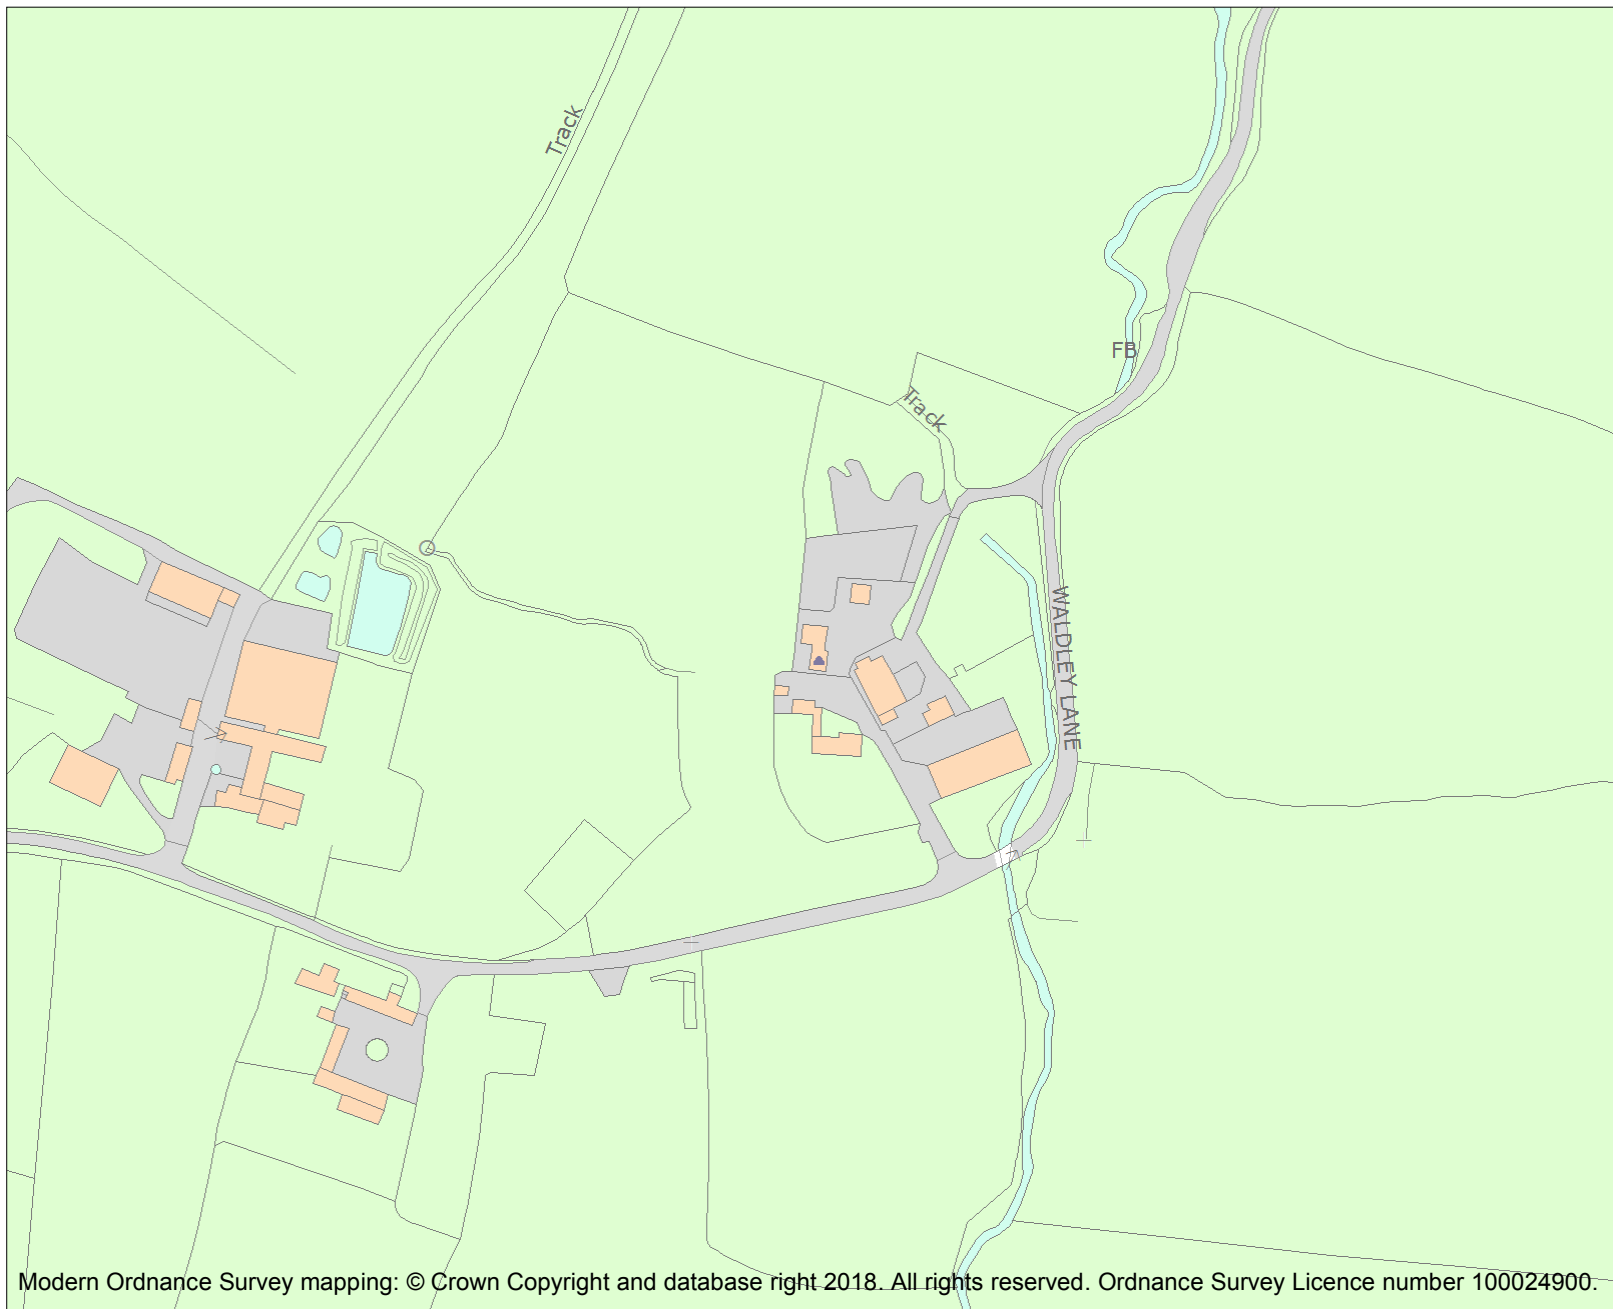 Track
FB
Track
WALDLEY LANE
Modern Ordnance Survey mapping: © Crown Copyright and database right 2018. All rights reserved. Ordnance Survey Licence number 100024900.